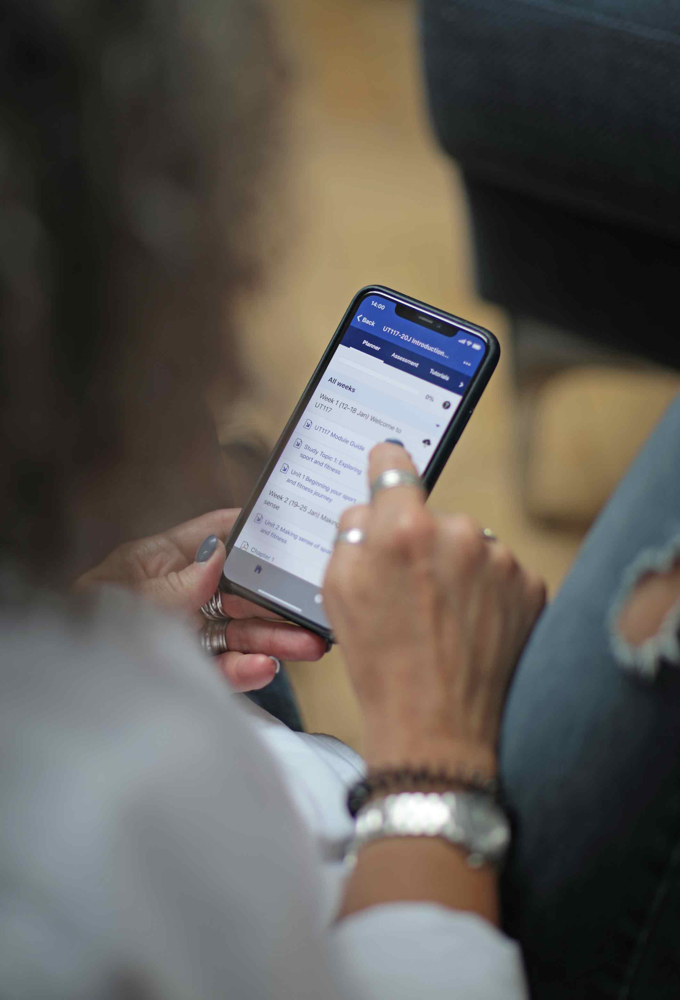 14:00
Back
UT117-20J Introduction...
Planner
Assessment
Tutorials
0%
?
All weeks
Week 1 (12–18 Jan) Welcome to
UT117
UT117 Module Guide
Study Topic 1: Exploring
sport and fitness
Unit 1 Beginning your sport
and fitness journey
Week 2 (19–25 Jan) Making
sense
Unit 2 Making sense of
and fitness
Chapter 1